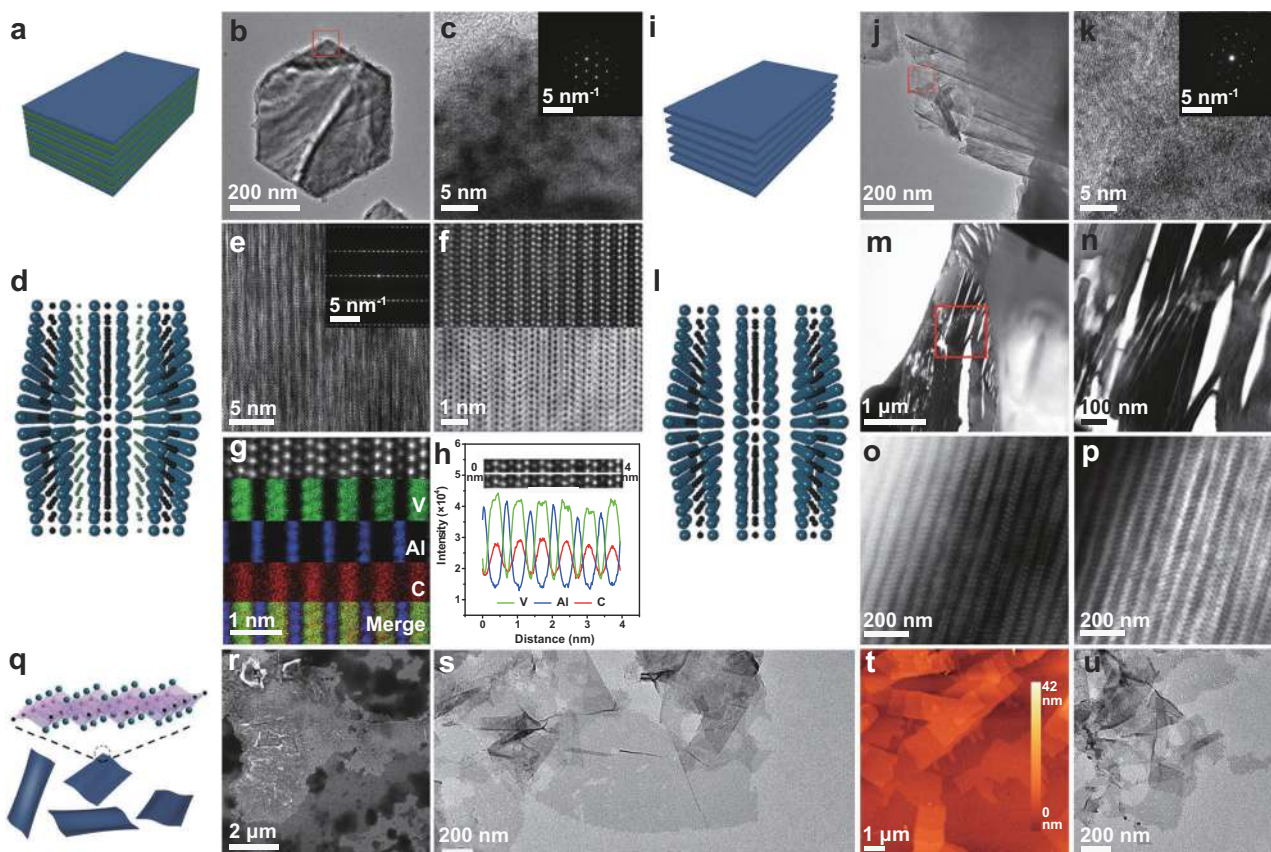 a
b
200 nm
c
5 nm⁻¹
5 nm
i
j
200 nm
k
5 nm⁻¹
5 nm
d
e
5 nm⁻¹
5 nm
f
1 nm
g
V
Al
C
Merge
1 nm
h
6
5
4
3
2
1
Intensity (×10⁴)
0
nm
4
nm
V Al C
0 1 2 3 4
Distance (nm)
l
m
1 µm
n
100 nm
o
200 nm
p
200 nm
q
r
2 µm
s
200 nm
t
42
nm
0
nm
1 µm
u
200 nm